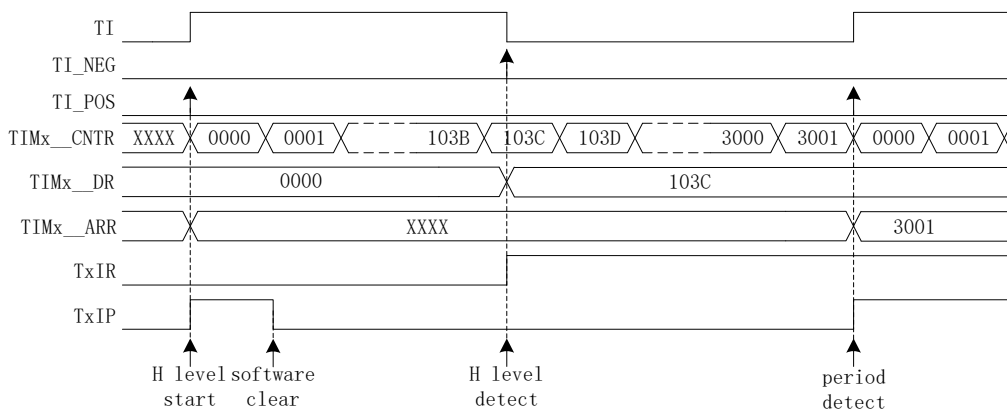 TI
TI_NEG
TI_POS
TIMx__CNTR XXXX 0000 0001 103B 103C 103D 3000 3001 0000 0001
TIMx__DR 0000 103C
TIMx__ARR XXXX 3001
TxIR
TxIP
H level start
software clear
H level detect
period detect